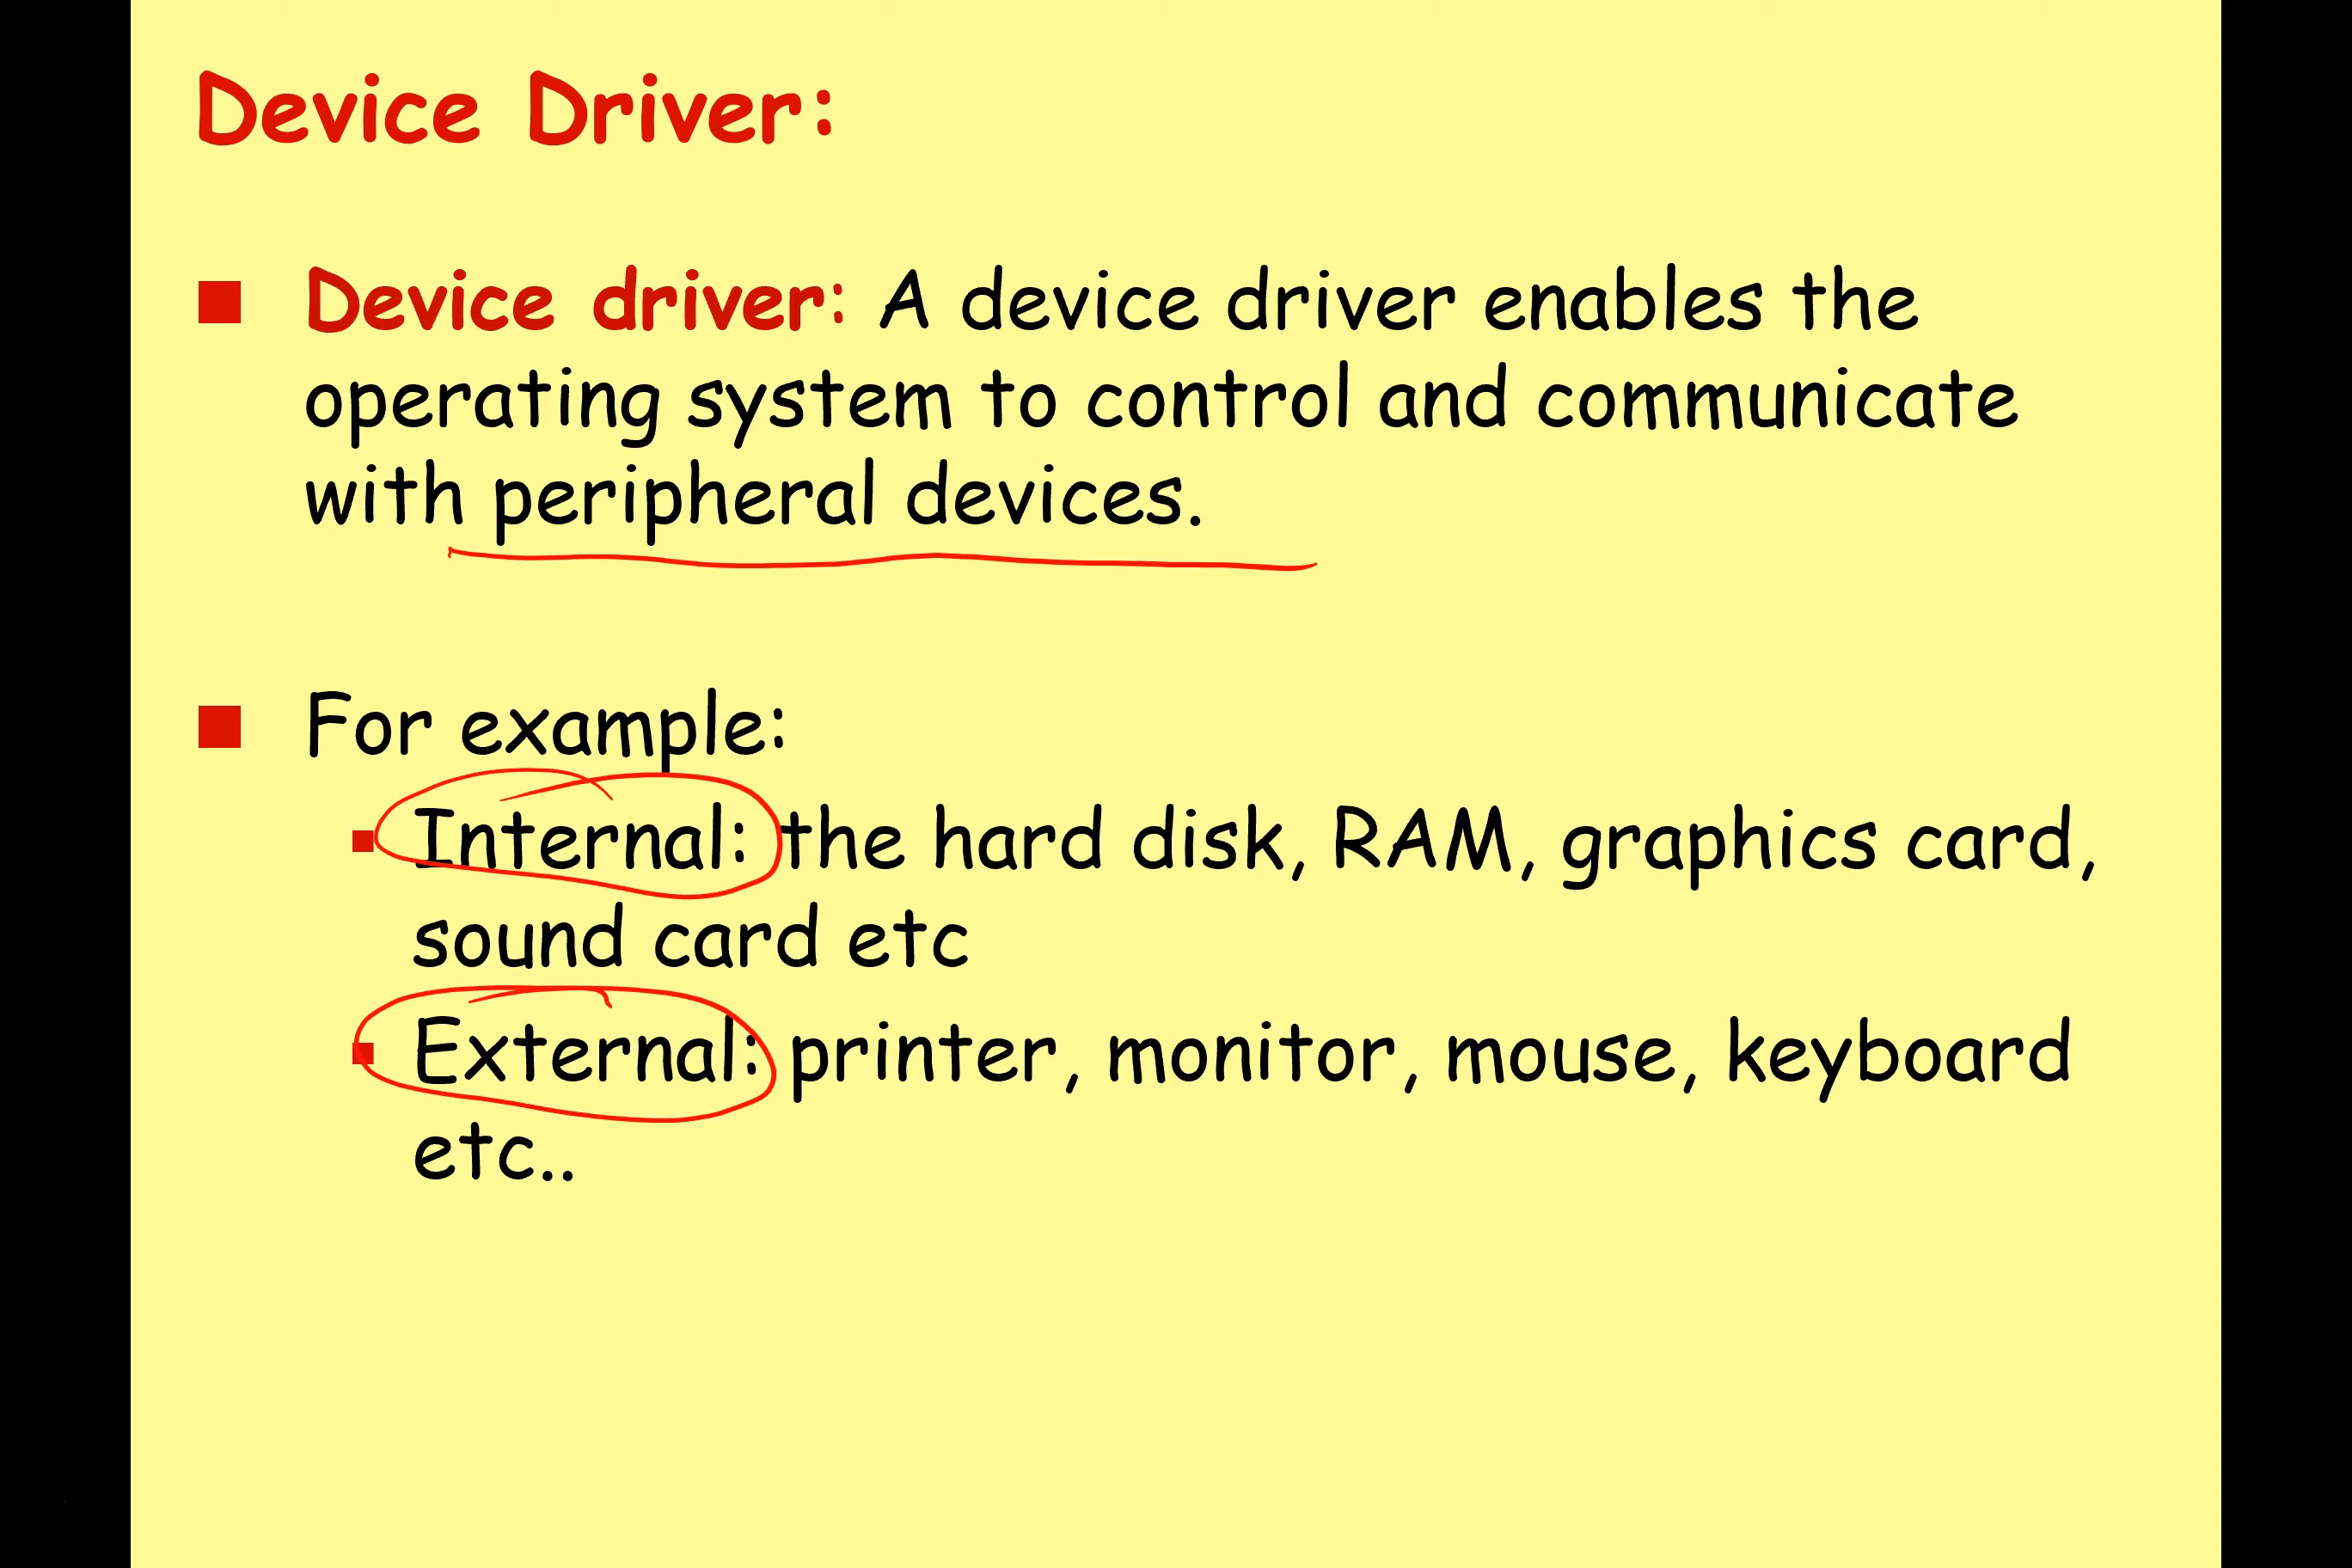 Device Driver:
Device driver: A device driver enables the
operating system to control and communicate
with peripheral devices.
For example:
Internal: the hard disk, RAM, graphics card,
sound card etc
External: printer, monitor, mouse, keyboard
etc..